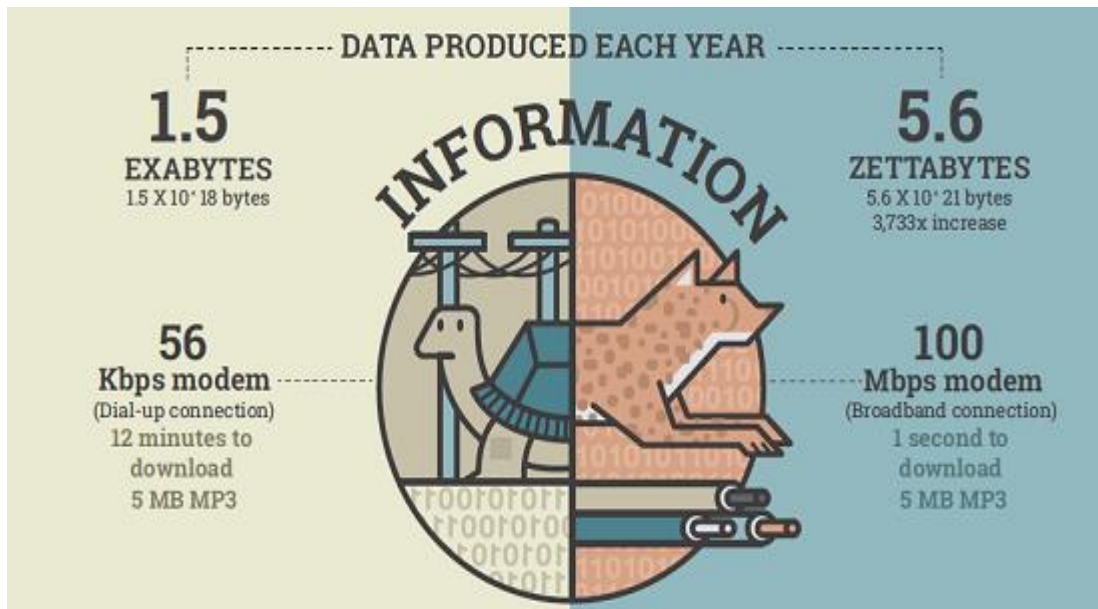 DATA PRODUCED EACH YEAR
INFORMATION
1.5
EXABYTES
1.5 X 10^ 18 bytes
5.6
ZETTABYTES
5.6 X 10^ 21 bytes
3,733x increase
56
Kbps modem
(Dial-up connection)
12 minutes to
download
5 MB MP3
100
Mbps modem
(Broadband connection)
1 second to
download
5 MB MP3